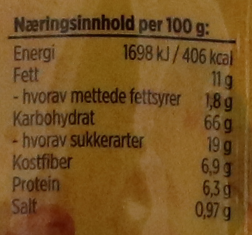 Næringsinnhold per 100 g:
Energi 1698 kJ / 406 kcal
Fett 11 g
- hvorav mettede fettsyrer 1,8 g
Karbohydrat 66 g
- hvorav sukkerarter 19 g
Kostfiber 6,9 g
Protein 6,3 g
Salt 0,97 g